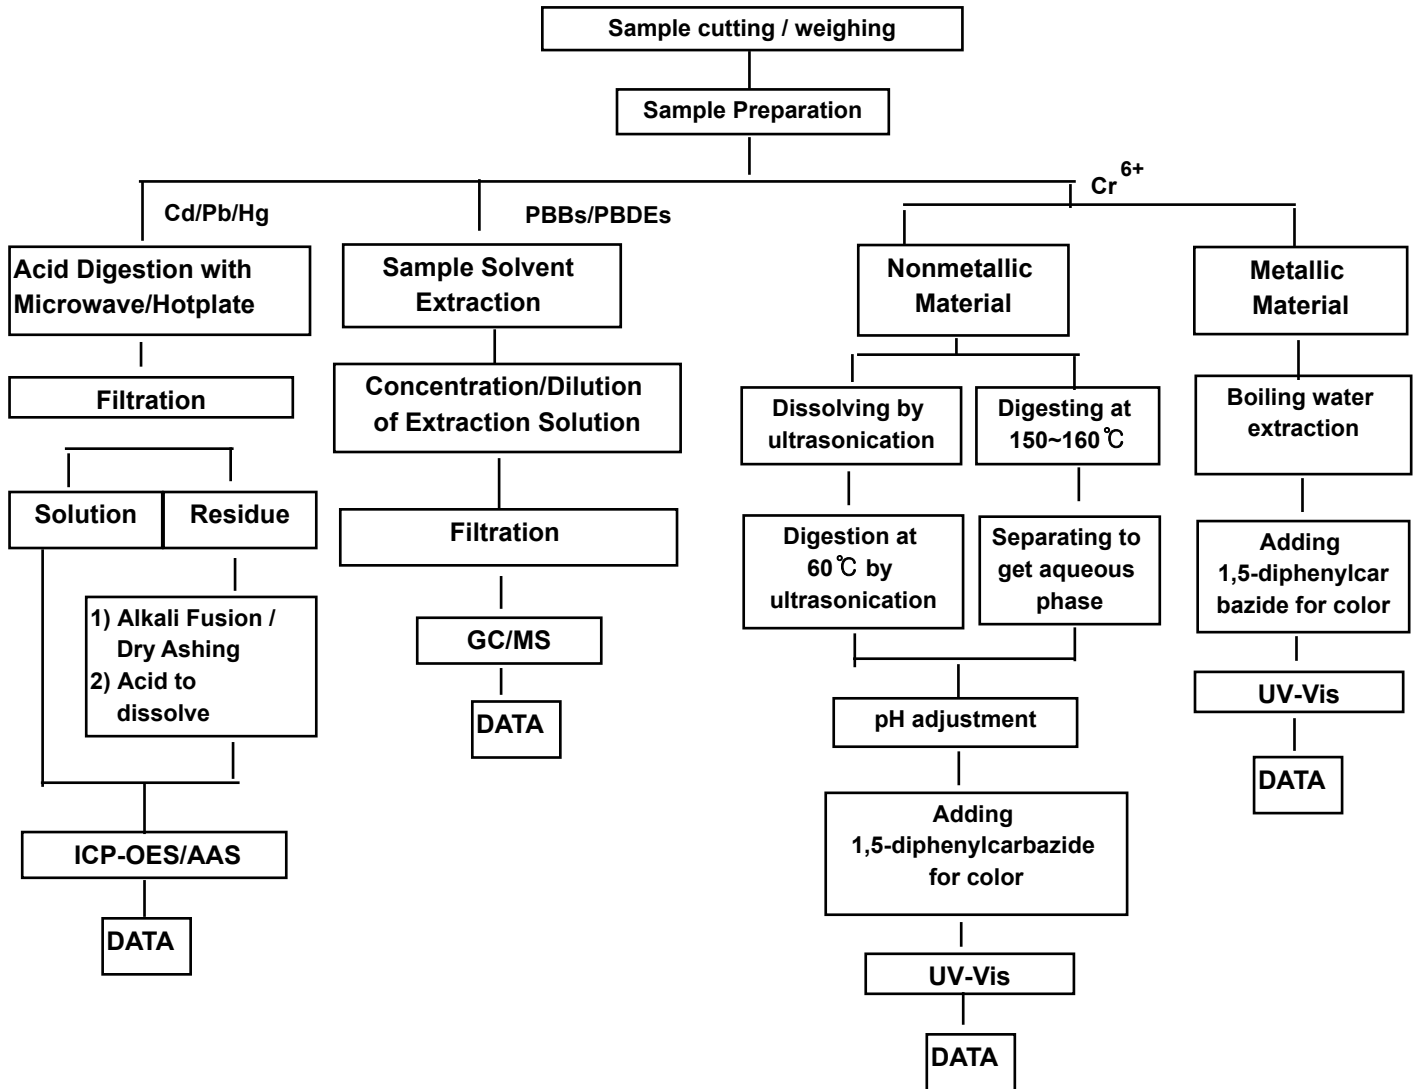 Sample cutting / weighing
Sample Preparation
Cd/Pb/Hg
PBBs/PBDEs
Cr 6+
Acid Digestion with
Microwave/Hotplate
Filtration
Solution
Residue
1) Alkali Fusion /
Dry Ashing
2) Acid to
dissolve
ICP-OES/AAS
DATA
Sample Solvent
Extraction
Concentration/Dilution
of Extraction Solution
Filtration
GC/MS
DATA
Nonmetallic
Material
Dissolving by
ultrasonication
Digestion at
60℃ by
ultrasonication
Digesting at
150~160℃
Separating to
get aqueous
phase
pH adjustment
Adding
1,5-diphenylcarbazide
for color
UV-Vis
DATA
Metallic
Material
Boiling water
extraction
Adding
1,5-diphenylcar
bazide for color
UV-Vis
DATA